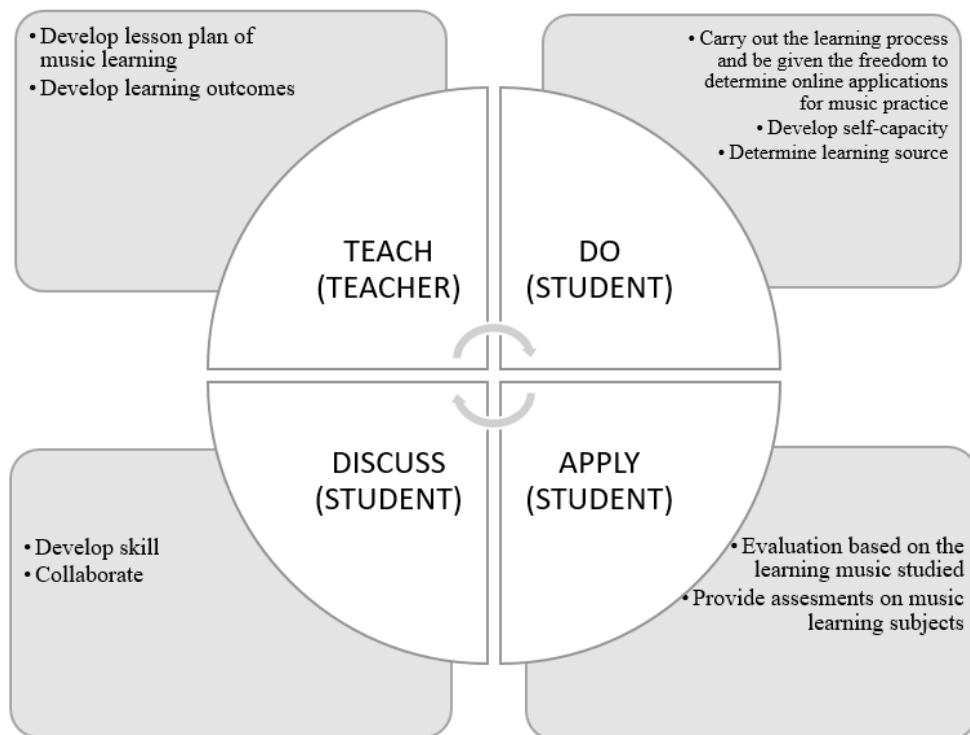 • Develop lesson plan of
music learning
• Develop learning outcomes
• Carry out the learning process
and be given the freedom to
determine online applications
for music practice
• Develop self-capacity
• Determine learning source
TEACH
(TEACHER)
DO
(STUDENT)
DISCUSS
(STUDENT)
APPLY
(STUDENT)
• Develop skill
• Collaborate
• Evaluation based on the
learning music studied
• Provide assesments on music
learning subjects